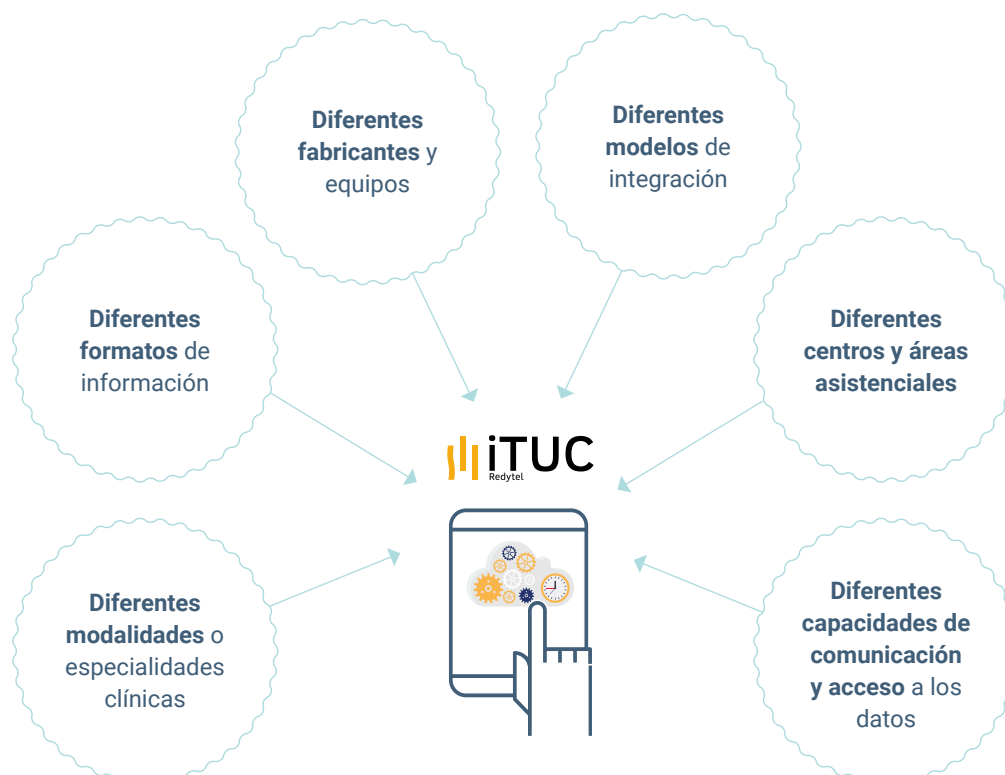 Diferentes
fabricantes y
equipos
Diferentes
modelos de
integración
Diferentes
formatos de
información
Diferentes
centros y áreas
asistenciales
iTUC
Redytel
Diferentes
modalidades o
especialidades
clínicas
Diferentes
capacidades de
comunicación
y acceso a los
datos